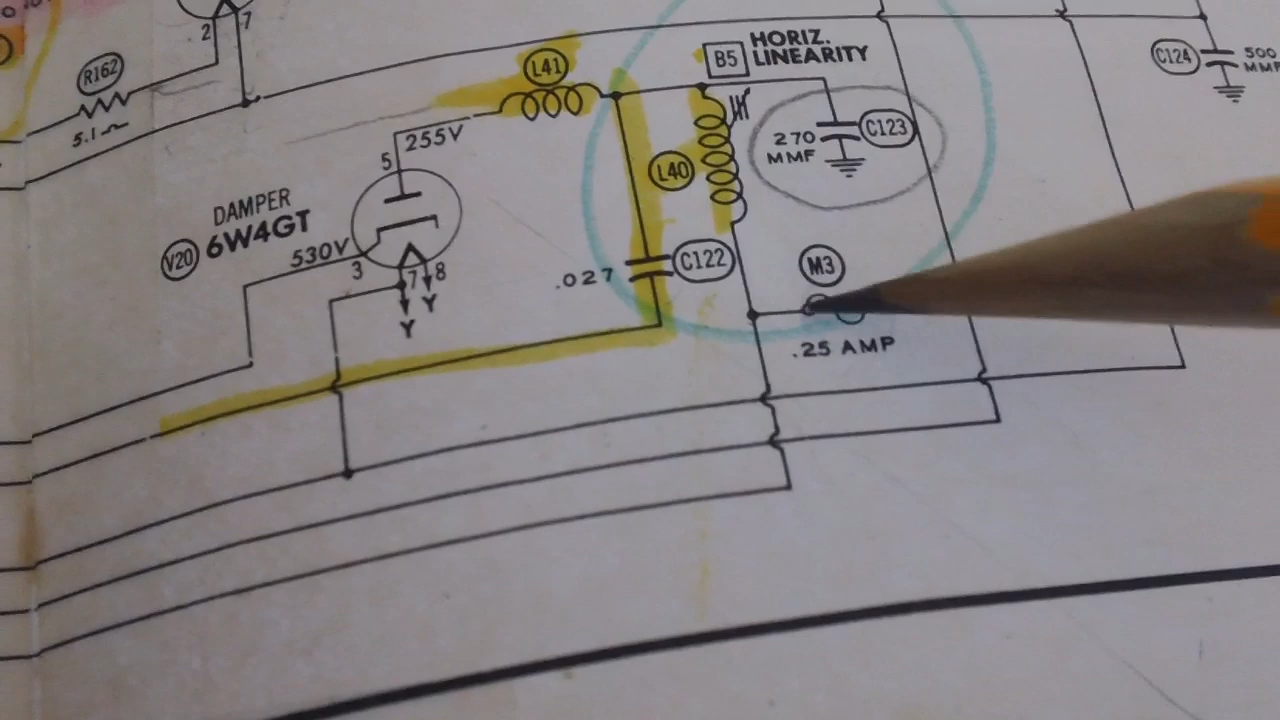 2
7
R162
5.1Ω
L41
B5
HORIZ.
LINEARITY
C124
500
MMF
255V
5
270
MMF
C123
L40
DAMPER
6W4GT
V20
530V
3
7
8
Y
Y
.027
C122
M3
.25 AMP